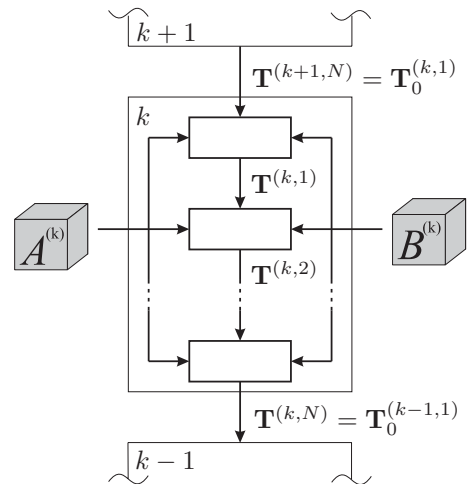 k + 1
T^{(k+1,N)} = T_0^{(k,1)}
k
T^{(k,1)}
A^{(k)}
B^{(k)}
T^{(k,2)}
T^{(k,N)} = T_0^{(k−1,1)}
k − 1